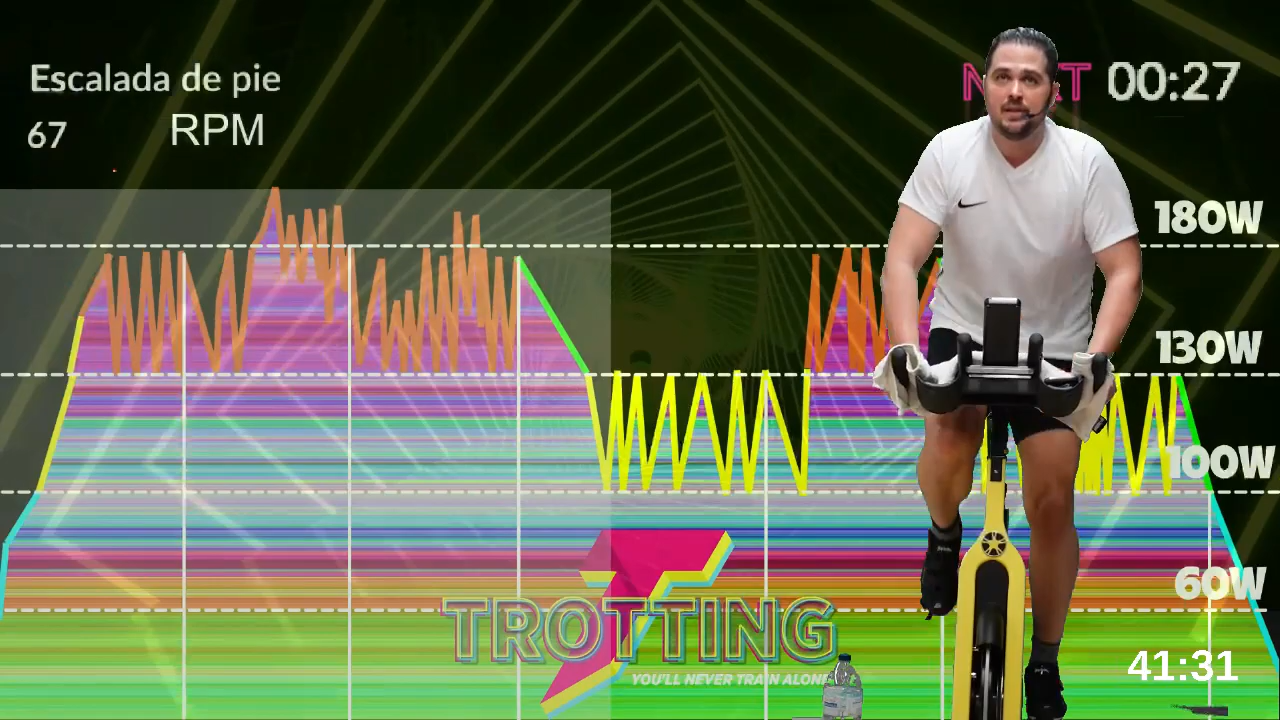 Escalada de pie
67 RPM
NEXT 00:27
180W
130W
100W
60W
TROTTING
YOU'LL NEVER TRAIN ALONE
41:31